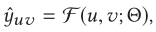 ŷ_{uv} = ℱ(u, v; Θ),